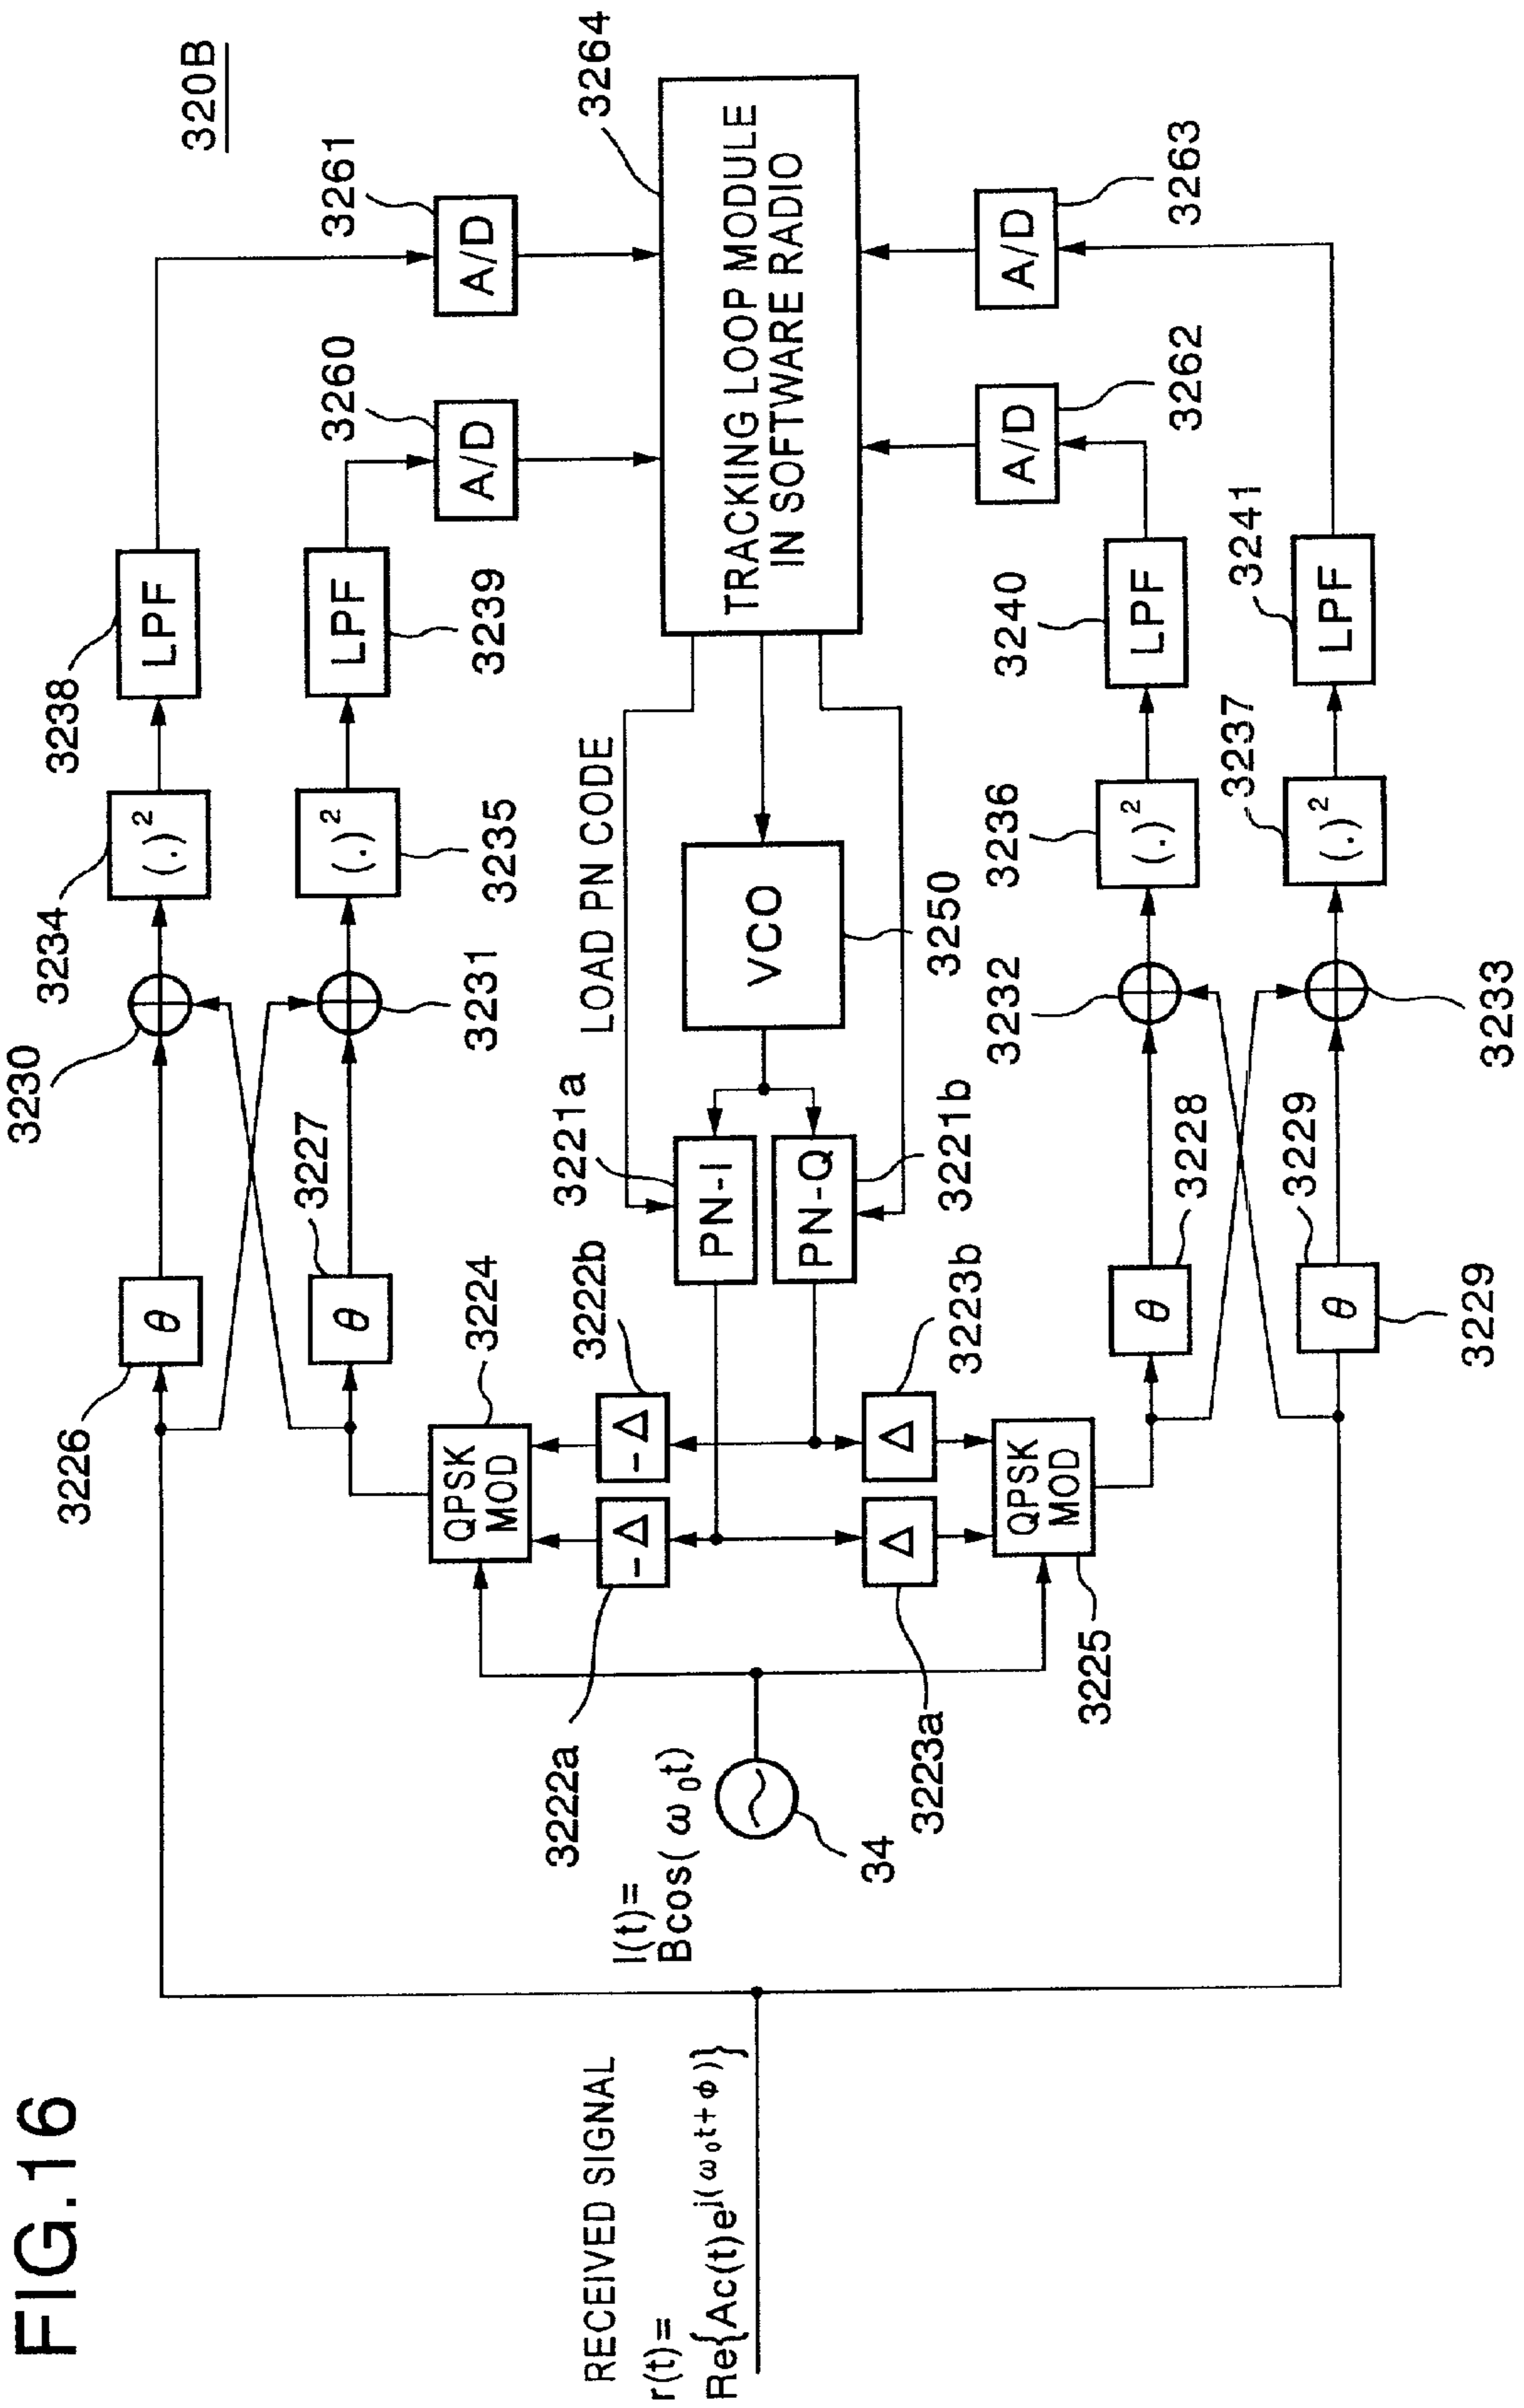 FIG.16
320B
RECEIVED SIGNAL
r(t)=
Re{Ac(t)e^j(ω₀t+φ)}
l(t)=
Bcos(ω₀t)
34
3226
θ
3230
3234
(.)²
3238
LPF
3261
A/D
3227
θ
3231
3235
(.)²
3239
LPF
3260
A/D
3224
QPSK
MOD
3222a
-Δ
3222b
-Δ
3221a
PN-I
LOAD PN CODE
VCO
3250
3264
TRACKING LOOP MODULE
IN SOFTWARE RADIO
PN-Q
3221b
3223a
Δ
3223b
Δ
QPSK
MOD
3225
3228
θ
3232
3236
(.)²
3240
LPF
A/D
3262
3229
θ
3229
3233
3237
(.)²
3241
LPF
A/D
3263